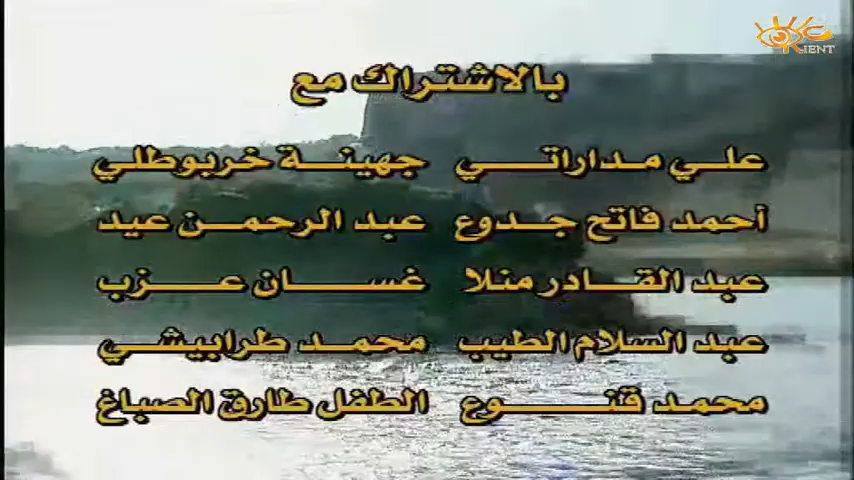 ORIENT
بالاشتراك مع
علي مداراتي جهينة خربوطلي
أحمد فاتح جدوع عبد الرحمن عيد
عبد القادر منلا غسان عزب
عبد السلام الطيب محمد طرابيشي
محمد قنوع الطفل طارق الصباغ